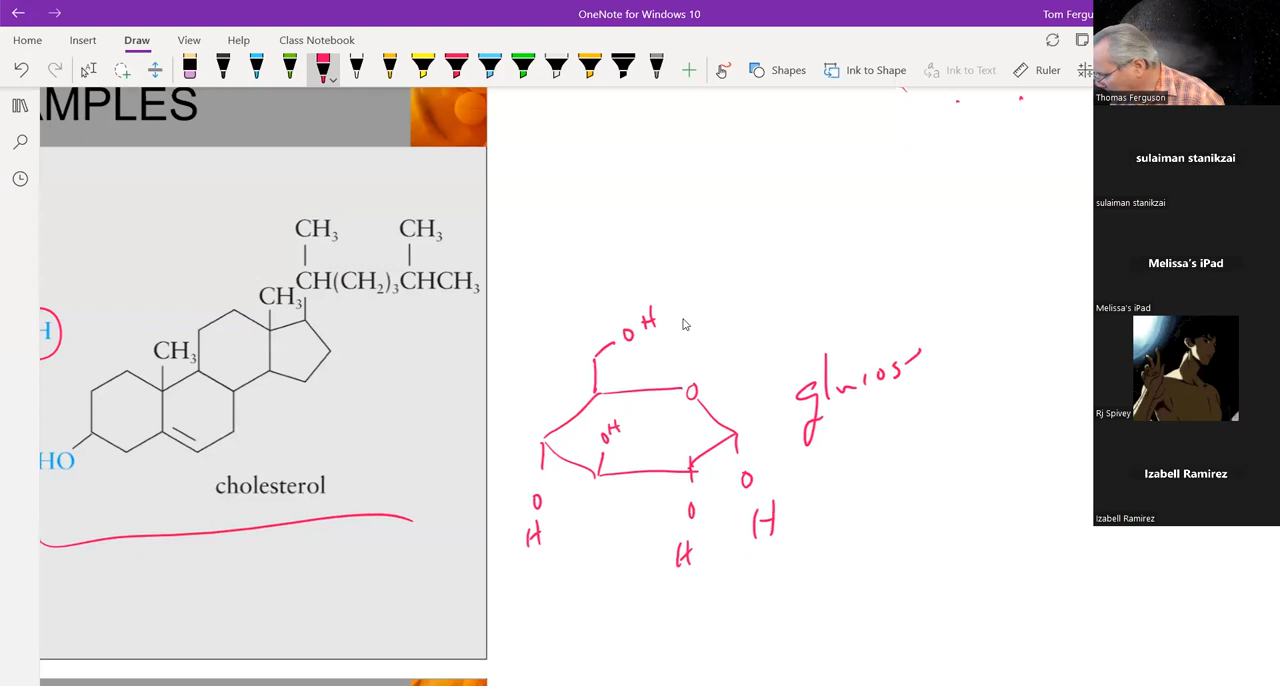 OneNote for Windows 10
Tom Fergu
Home Insert Draw View Help Class Notebook
Shapes Ink to Shape Ink to Text Ruler
AMPLES
CH3 CH3
CH(CH2)3CHCH3
CH3
CH3
H
HO
cholesterol
OH
O
OH
O
H
O
H
O
H
glucos
Thomas Ferguson
sulaiman stanikzai
sulaiman stanikzai
Melissa's iPad
Melissa's iPad
Rj Spivey
Izabell Ramirez
Izabell Ramirez